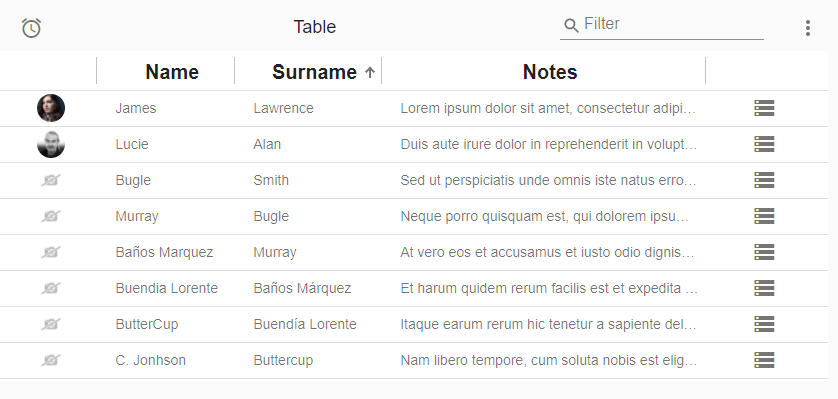 Table
Filter
Name Surname Notes
James Lawrence Lorem ipsum dolor sit amet, consectetur adipi…
Lucie Alan Duis aute irure dolor in reprehenderit in volupt…
Bugle Smith Sed ut perspiciatis unde omnis iste natus erro…
Murray Bugle Neque porro quisquam est, qui dolorem ipsu…
Baños Marquez Murray At vero eos et accusamus et iusto odio dignis…
Buendia Lorente Baños Márquez Et harum quidem rerum facilis est et expedita …
ButterCup Buendía Lorente Itaque earum rerum hic tenetur a sapiente del…
C. Jonhson Buttercup Nam libero tempore, cum soluta nobis est elig…